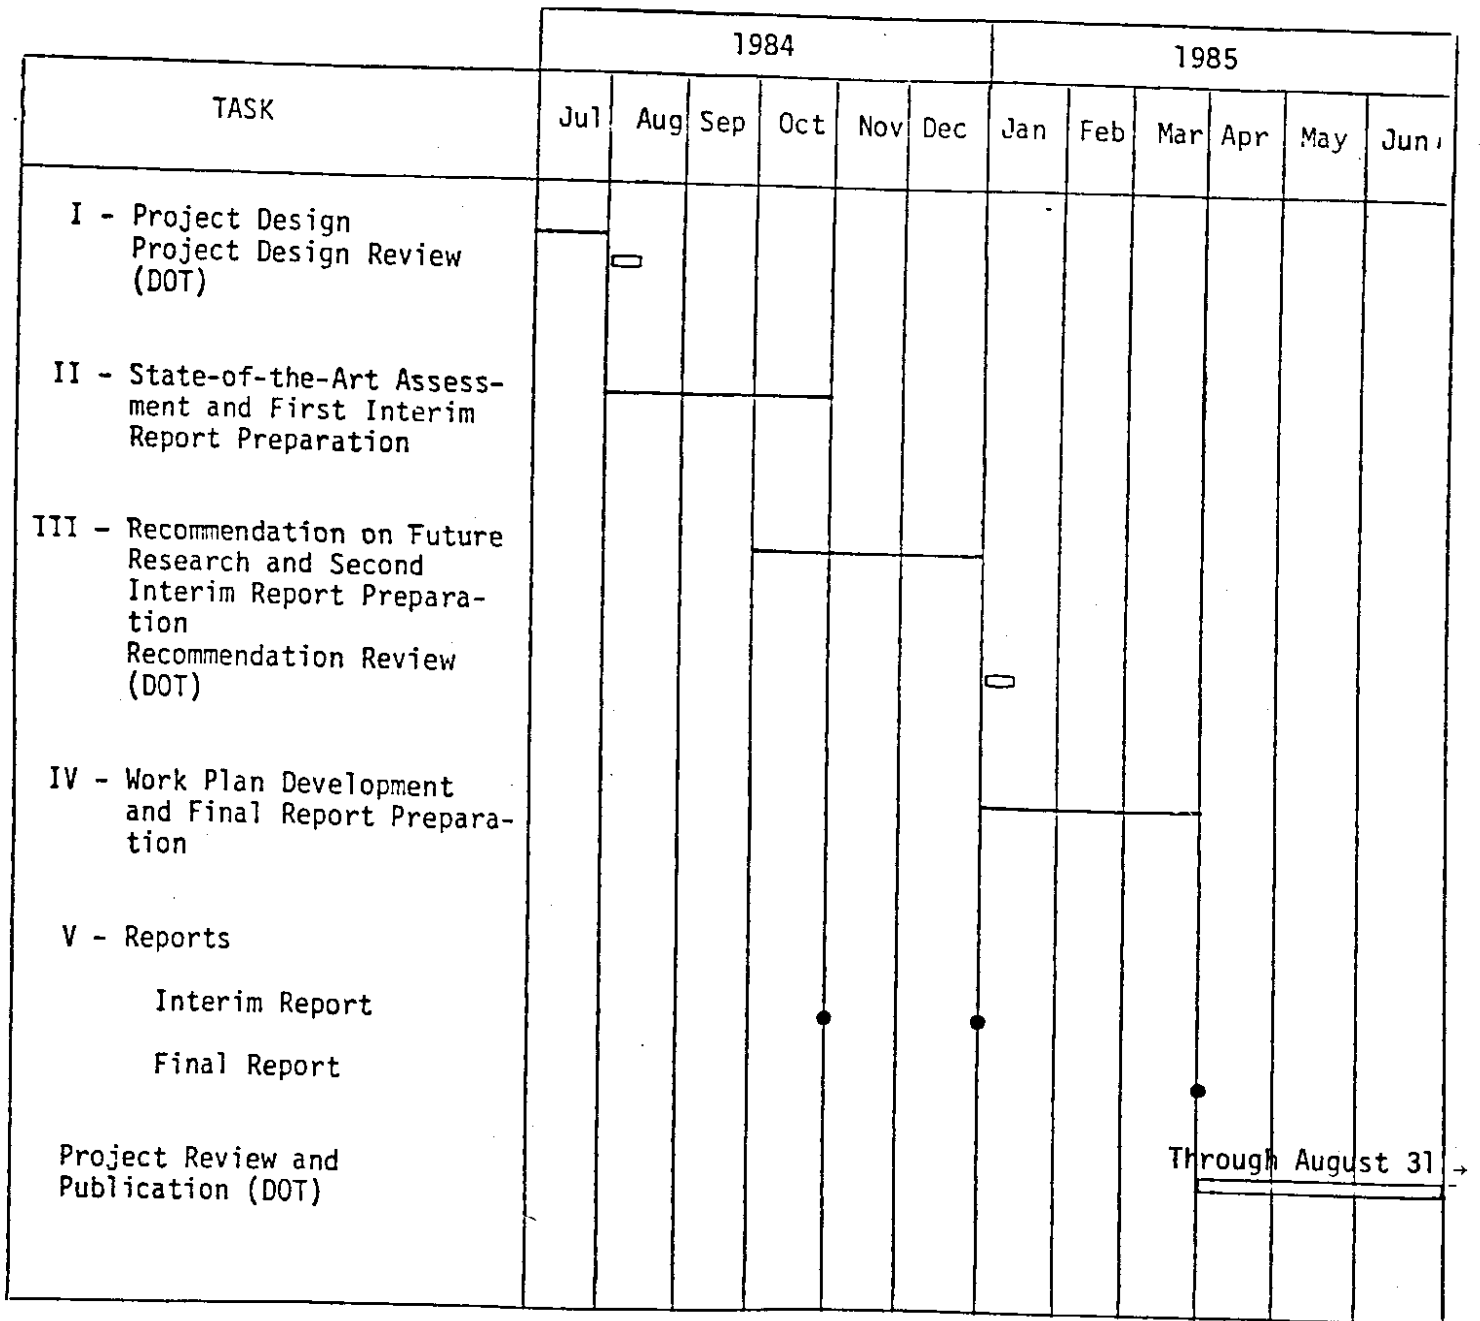 1984 1985
TASK Jul Aug Sep Oct Nov Dec Jan Feb Mar Apr May Jun
I - Project Design
Project Design Review
(DOT)
II - State-of-the-Art Assess-
ment and First Interim
Report Preparation
III - Recommendation on Future
Research and Second
Interim Report Prepara-
tion
Recommendation Review
(DOT)
IV - Work Plan Development
and Final Report Prepara-
tion
V - Reports
Interim Report
Final Report
Through August 31 →
Project Review and
Publication (DOT)